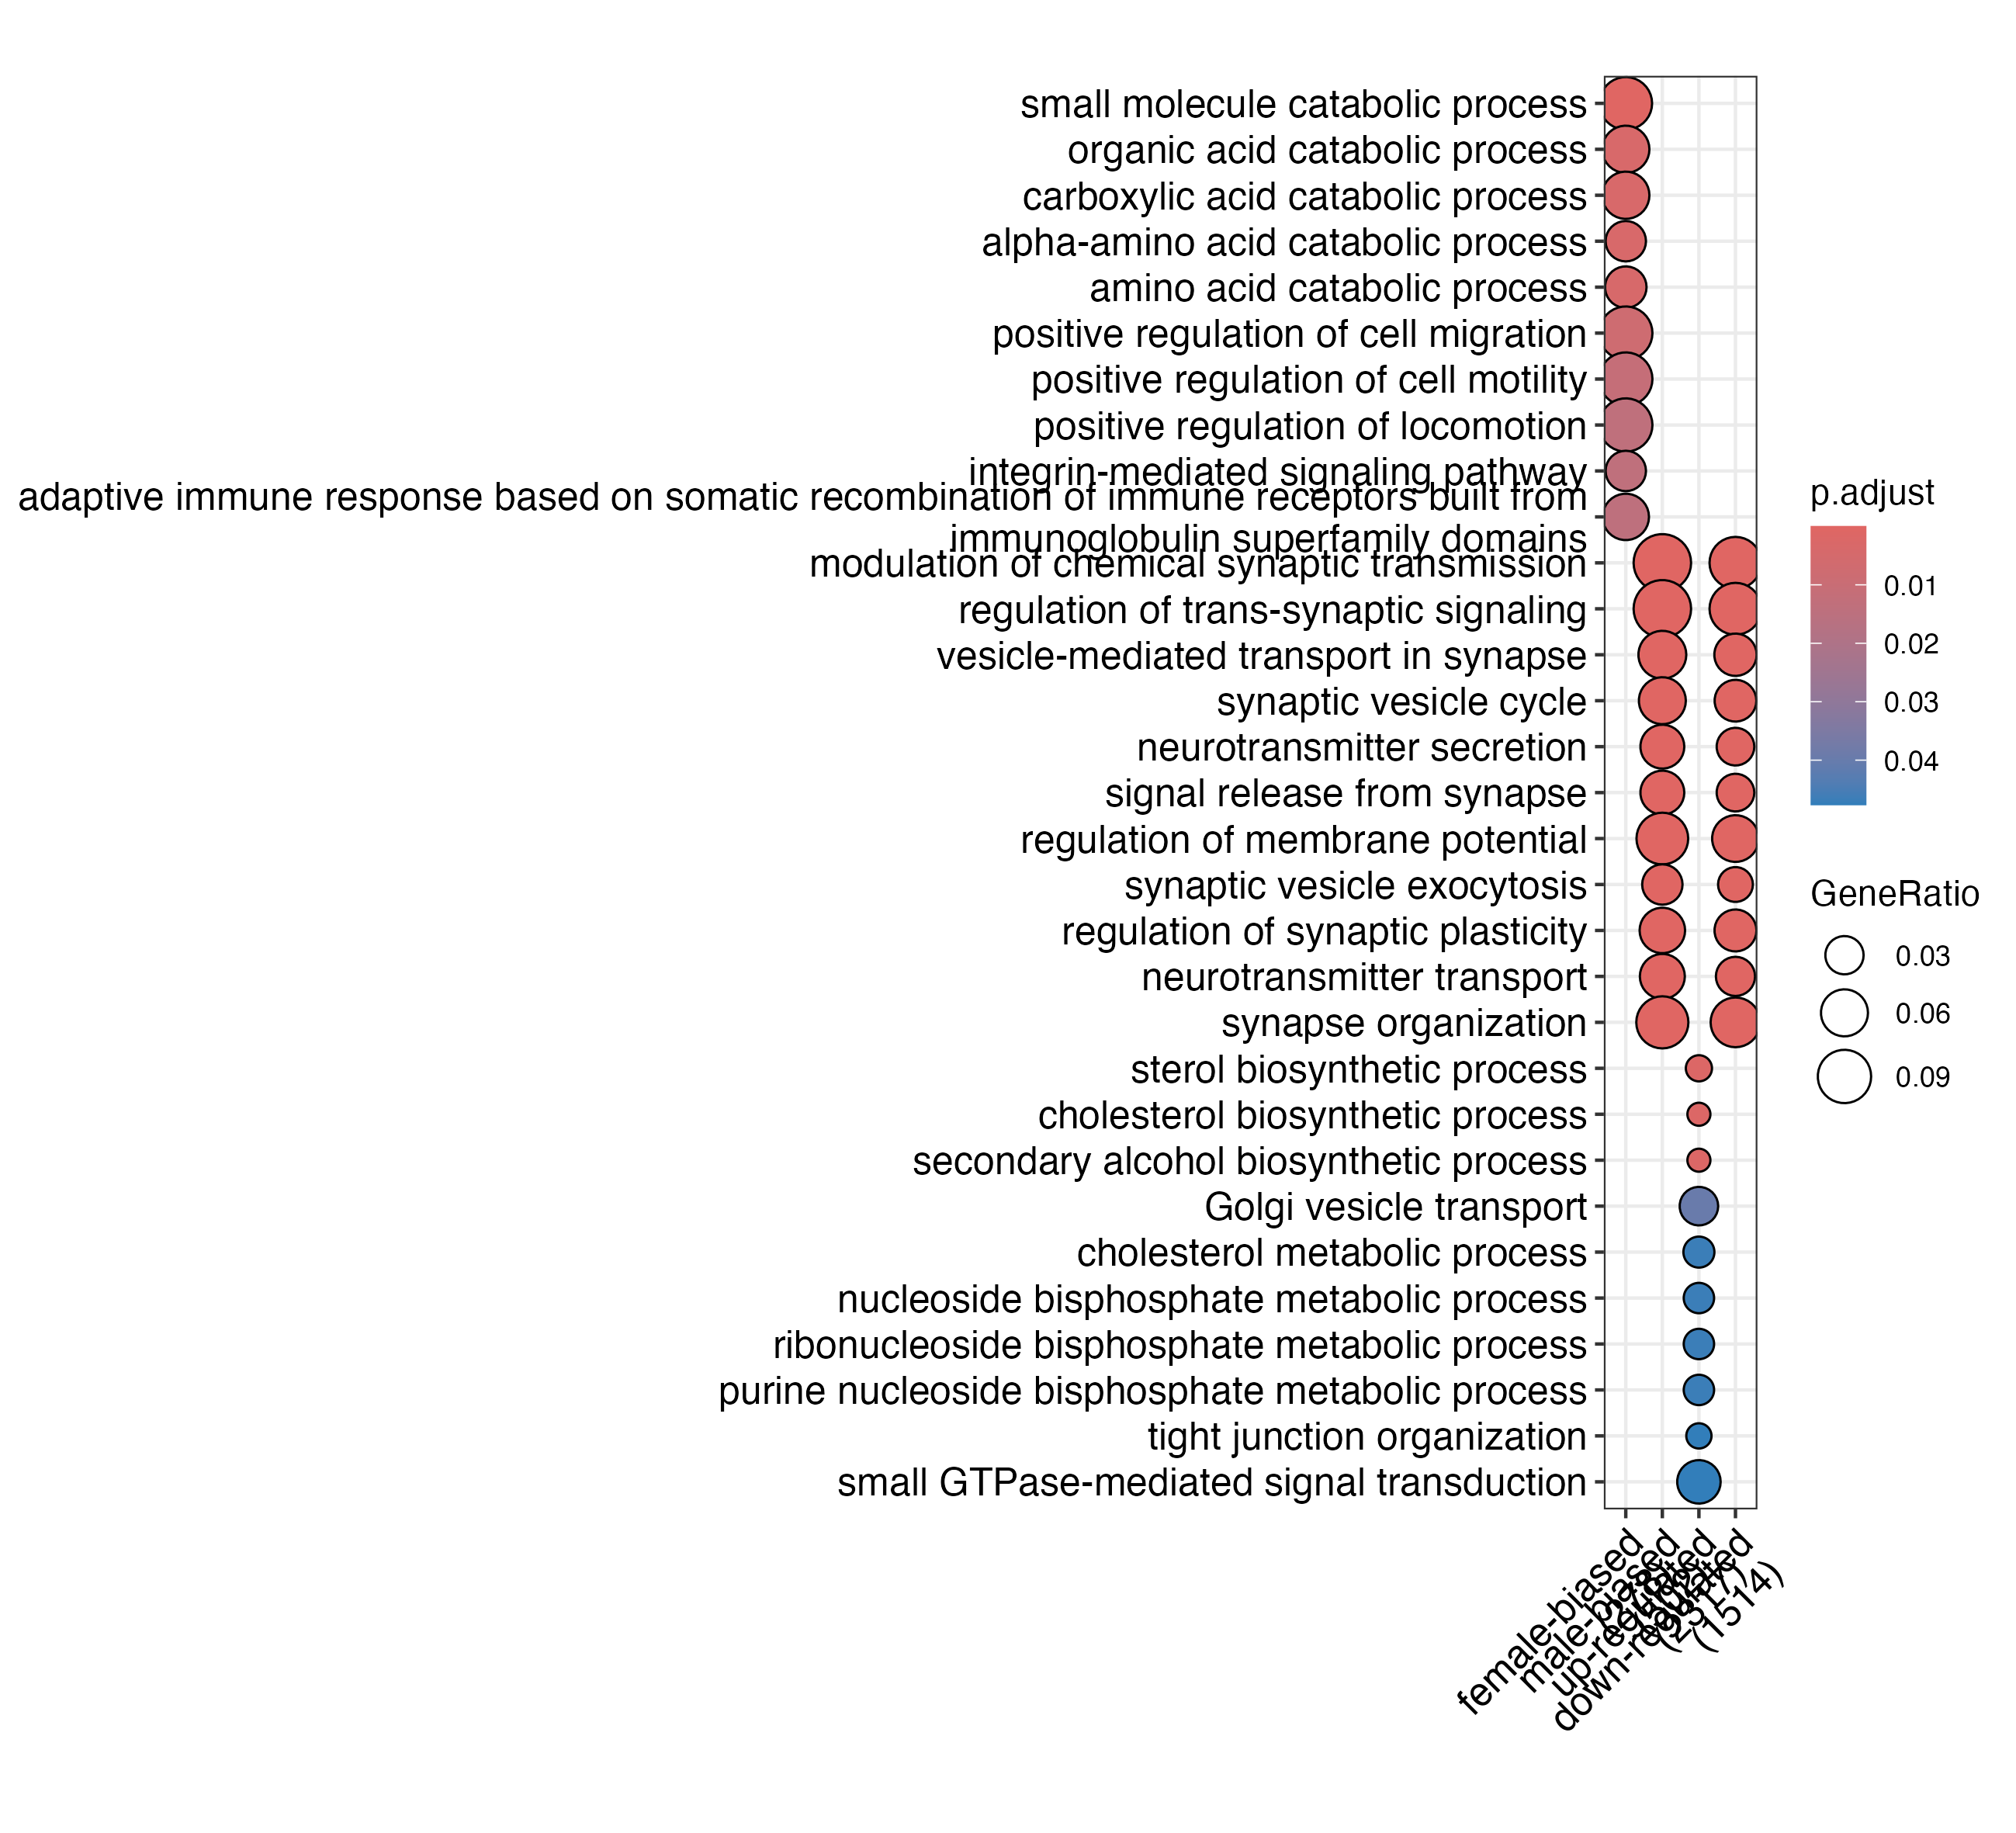 small molecule catabolic process
organic acid catabolic process
carboxylic acid catabolic process
alpha-amino acid catabolic process
amino acid catabolic process
positive regulation of cell migration
positive regulation of cell motility
positive regulation of locomotion
integrin-mediated signaling pathway
adaptive immune response based on somatic recombination of immune receptors built from
immunoglobulin superfamily domains
modulation of chemical synaptic transmission
regulation of trans-synaptic signaling
vesicle-mediated transport in synapse
synaptic vesicle cycle
neurotransmitter secretion
signal release from synapse
regulation of membrane potential
synaptic vesicle exocytosis
regulation of synaptic plasticity
neurotransmitter transport
synapse organization
sterol biosynthetic process
cholesterol biosynthetic process
secondary alcohol biosynthetic process
Golgi vesicle transport
cholesterol metabolic process
nucleoside bisphosphate metabolic process
ribonucleoside bisphosphate metabolic process
purine nucleoside bisphosphate metabolic process
tight junction organization
small GTPase-mediated signal transduction
female-biased
male-biased
up-regulated
down-regulated
(1514)
p.adjust
0.01
0.02
0.03
0.04
GeneRatio
0.03
0.06
0.09